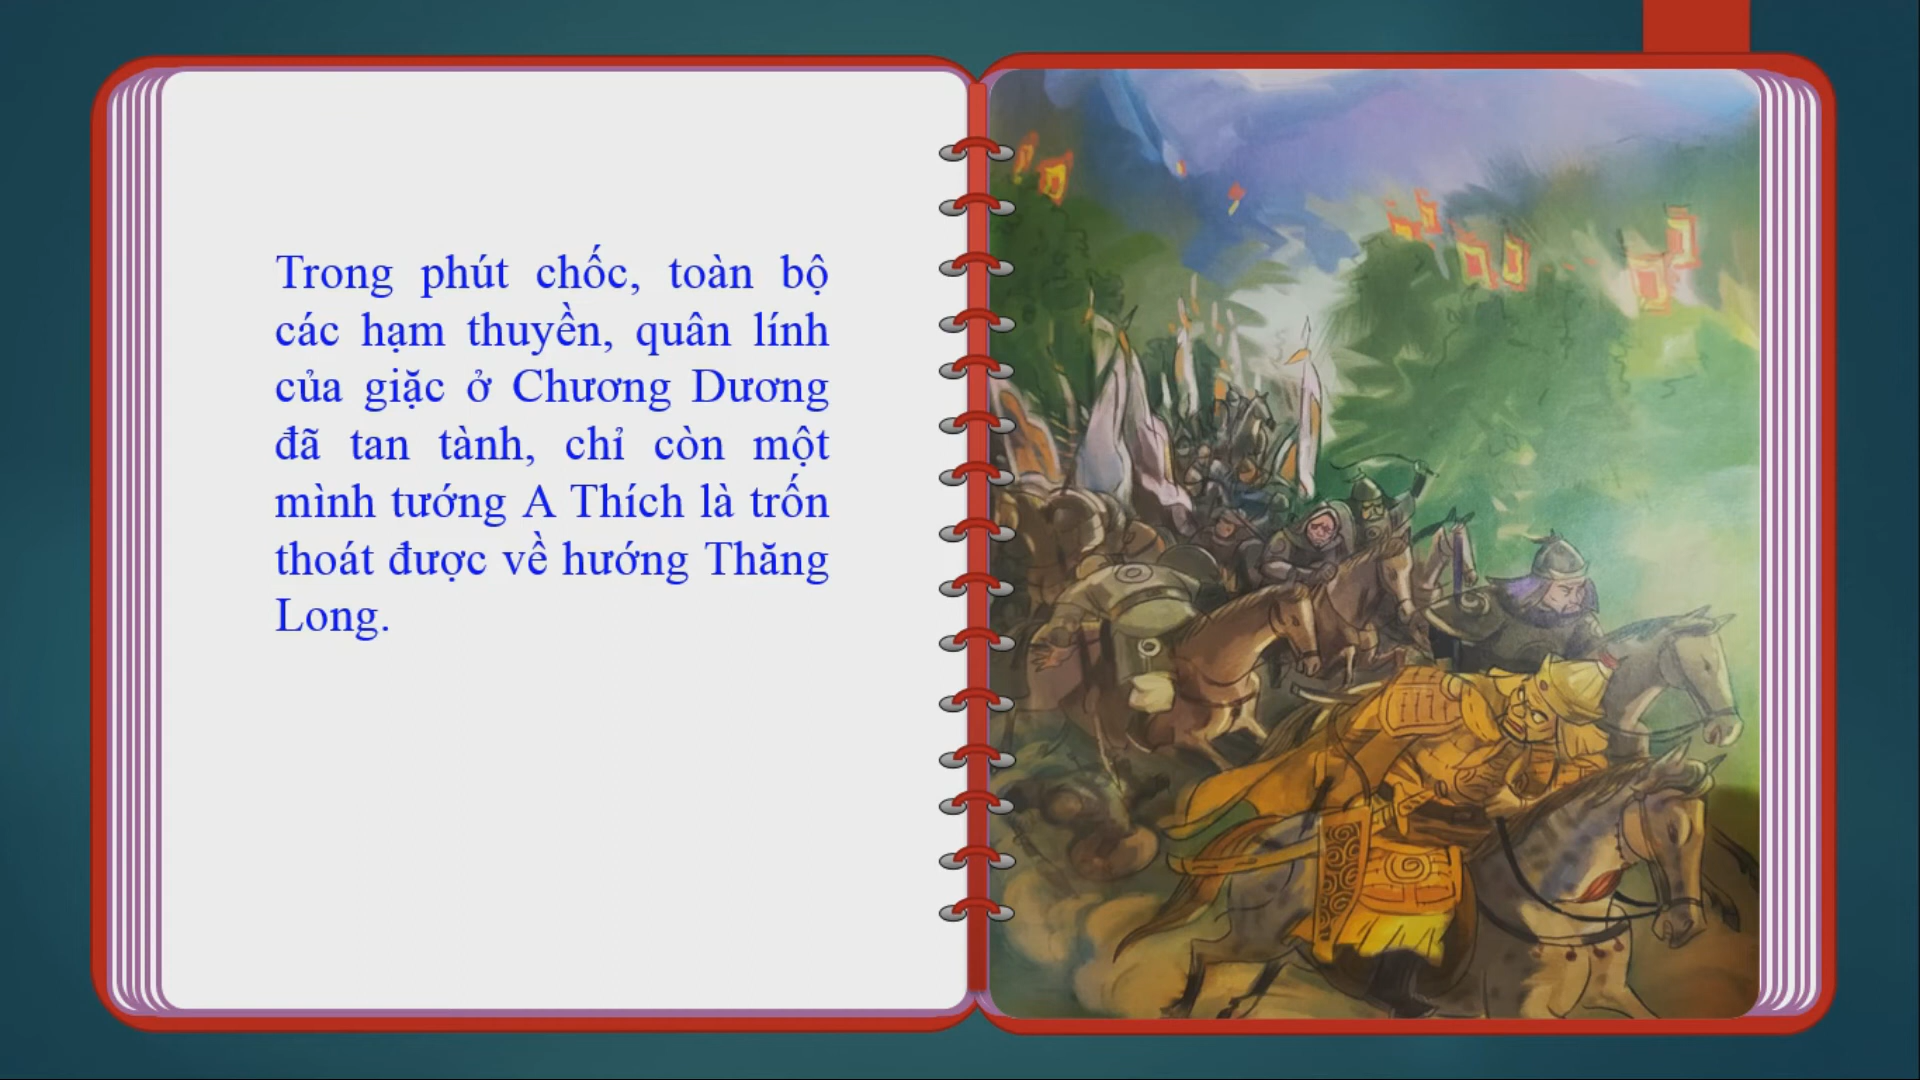 Trong phút chốc, toàn bộ
các hạm thuyền, quân lính
của giặc ở Chương Dương
đã tan tành, chỉ còn một
mình tướng A Thích là trốn
thoát được về hướng Thăng
Long.